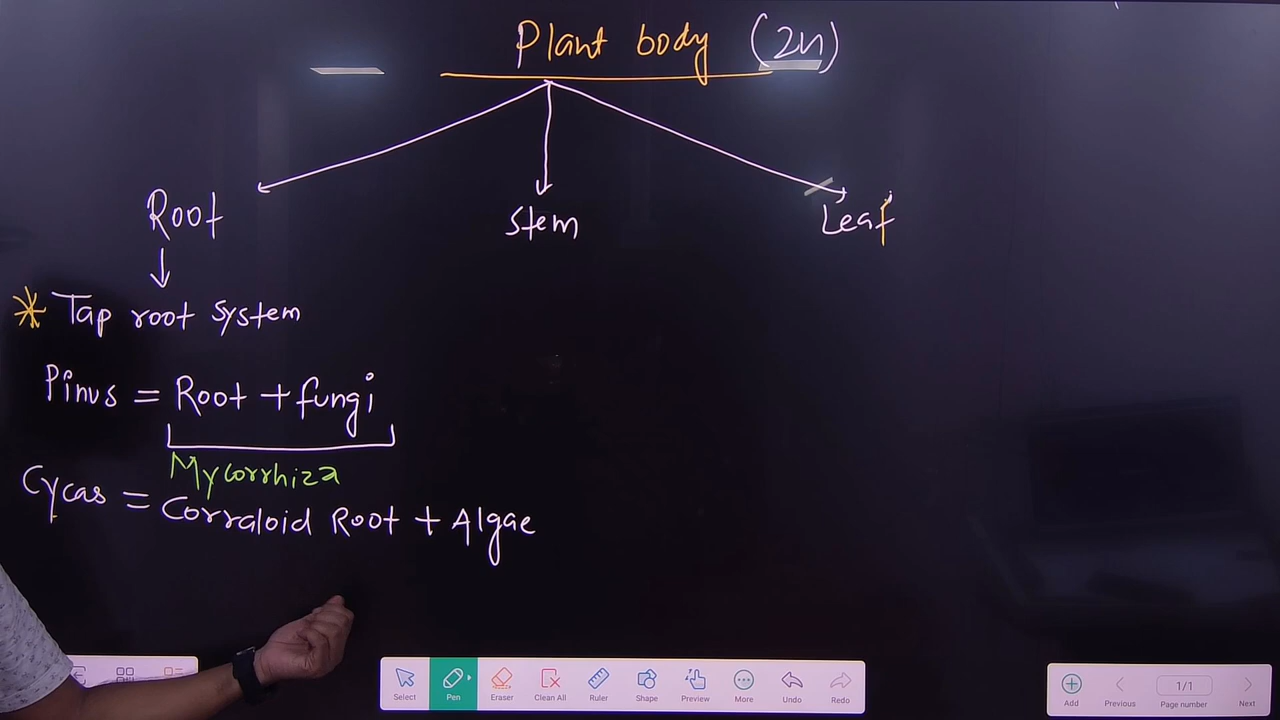 Plant body (2n)
Root
Stem
Leaf
* Tap root system
Pinus = Root + fungi
Mycorrhiza
Cycas = Corraloid Root + Algae
Select
Pen
Eraser
Clean All
Ruler
Shape
Preview
More
Undo
Redo
Add
Previous
1/1
Page number
Next